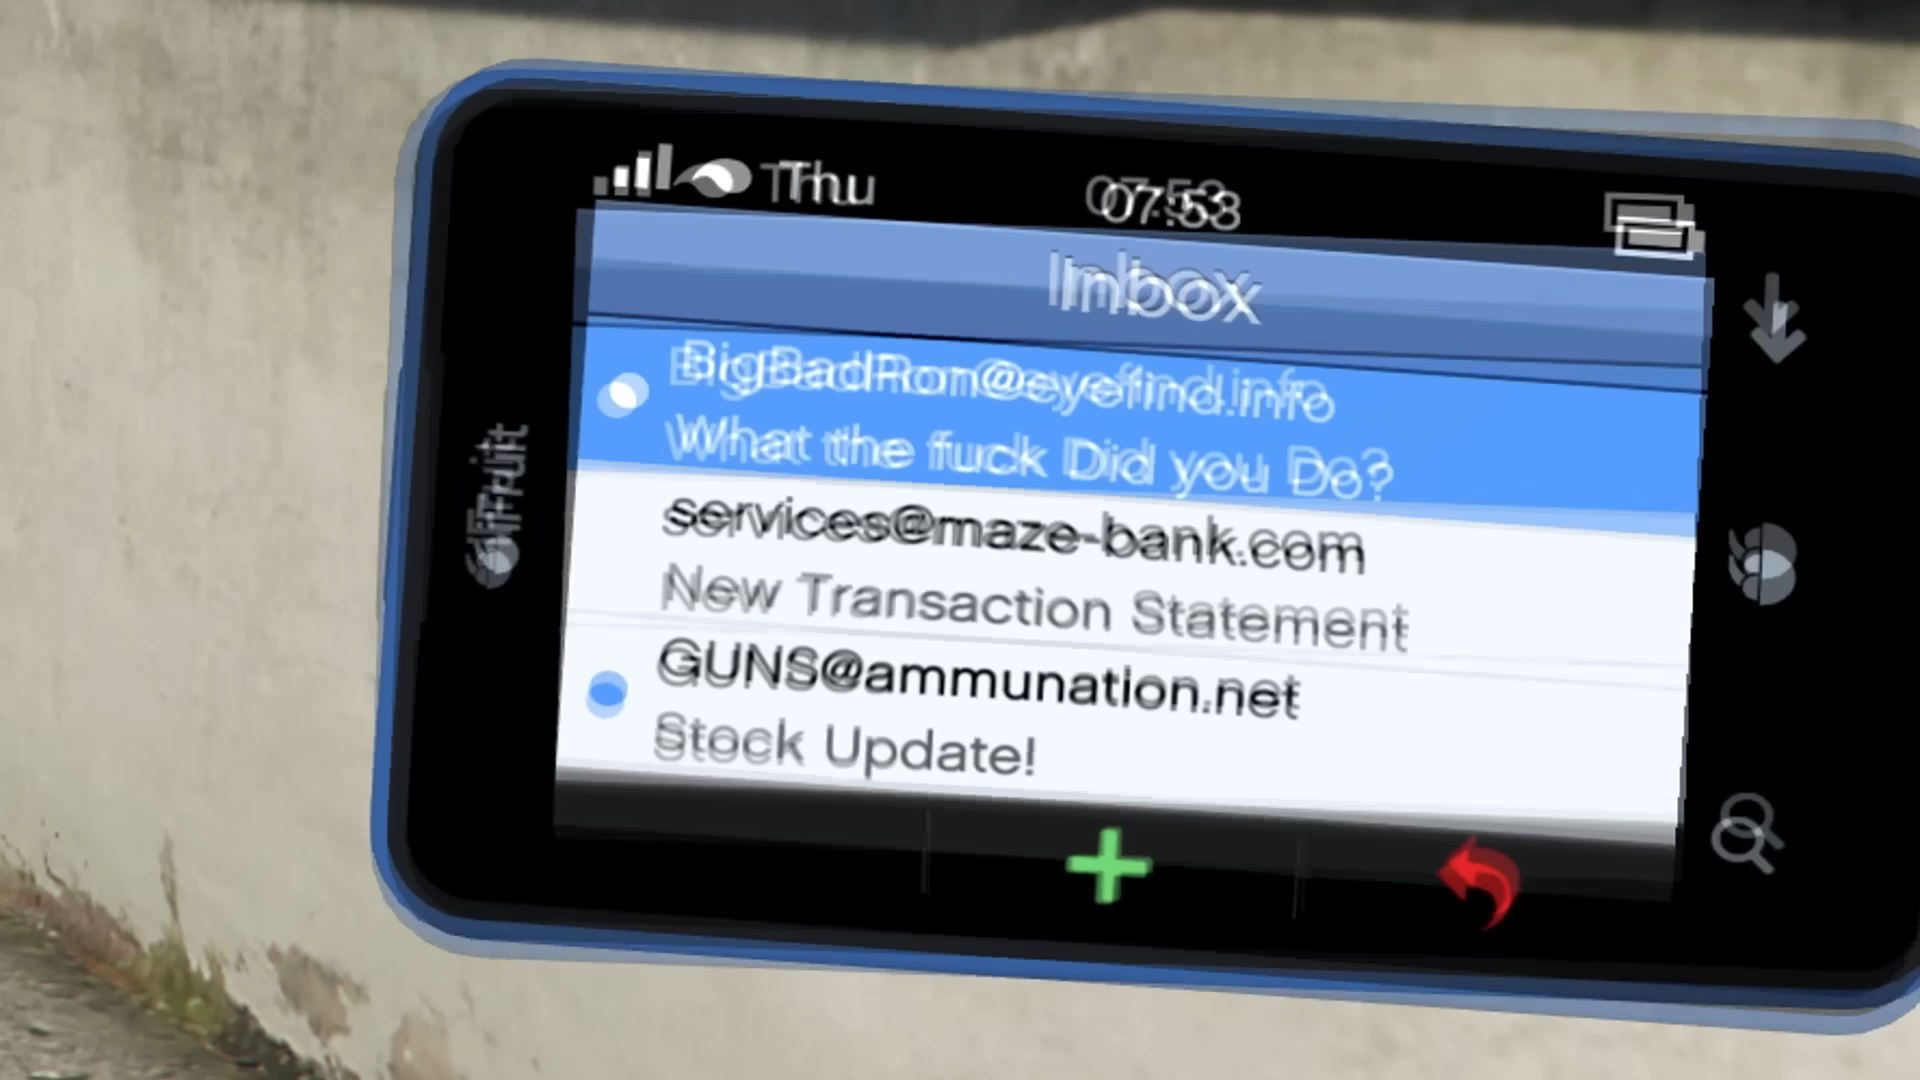 Thu 07:53
Inbox
BigBadRon@eyefind.info
What the fuck Did you Do?
services@maze-bank.com
New Transaction Statement
GUNS@ammunation.net
Stock Update!
iFruit